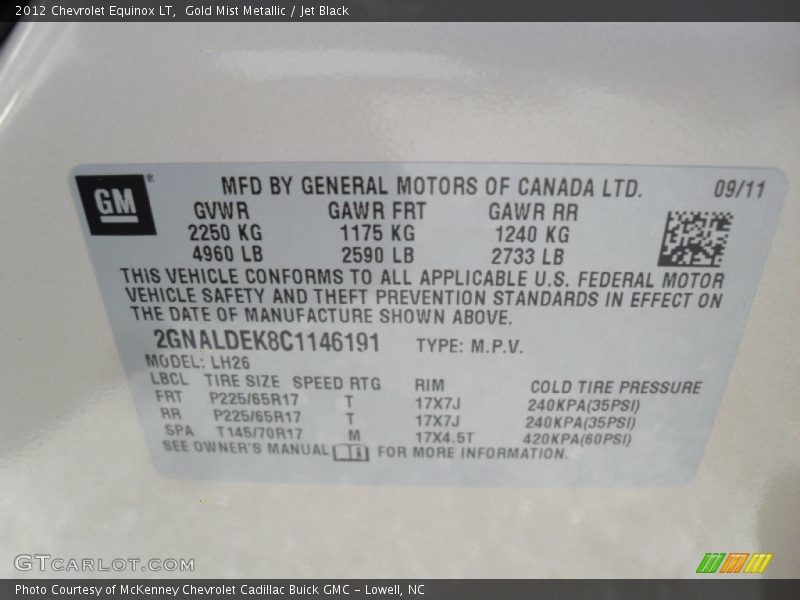 2012 Chevrolet Equinox LT,  Gold Mist Metallic / Jet Black
GM®
MFD BY GENERAL MOTORS OF CANADA LTD. 09/11
GVWR GAWR FRT GAWR RR
2250 KG 1175 KG 1240 KG
4960 LB 2590 LB 2733 LB
THIS VEHICLE CONFORMS TO ALL APPLICABLE U.S. FEDERAL MOTOR
VEHICLE SAFETY AND THEFT PREVENTION STANDARDS IN EFFECT ON
THE DATE OF MANUFACTURE SHOWN ABOVE.
2GNALDEK8C1146191 TYPE: M.P.V.
MODEL: LH26
LBCL TIRE SIZE SPEED RTG RIM COLD TIRE PRESSURE
FRT P225/65R17 T 17X7J 240KPA(35PSI)
RR P225/65R17 T 17X7J 240KPA(35PSI)
SPA T145/70R17 M 17X4.5T 420KPA(60PSI)
SEE OWNER'S MANUAL FOR MORE INFORMATION.
GTCARLOT.COM
Photo Courtesy of McKenney Chevrolet Cadillac Buick GMC - Lowell, NC